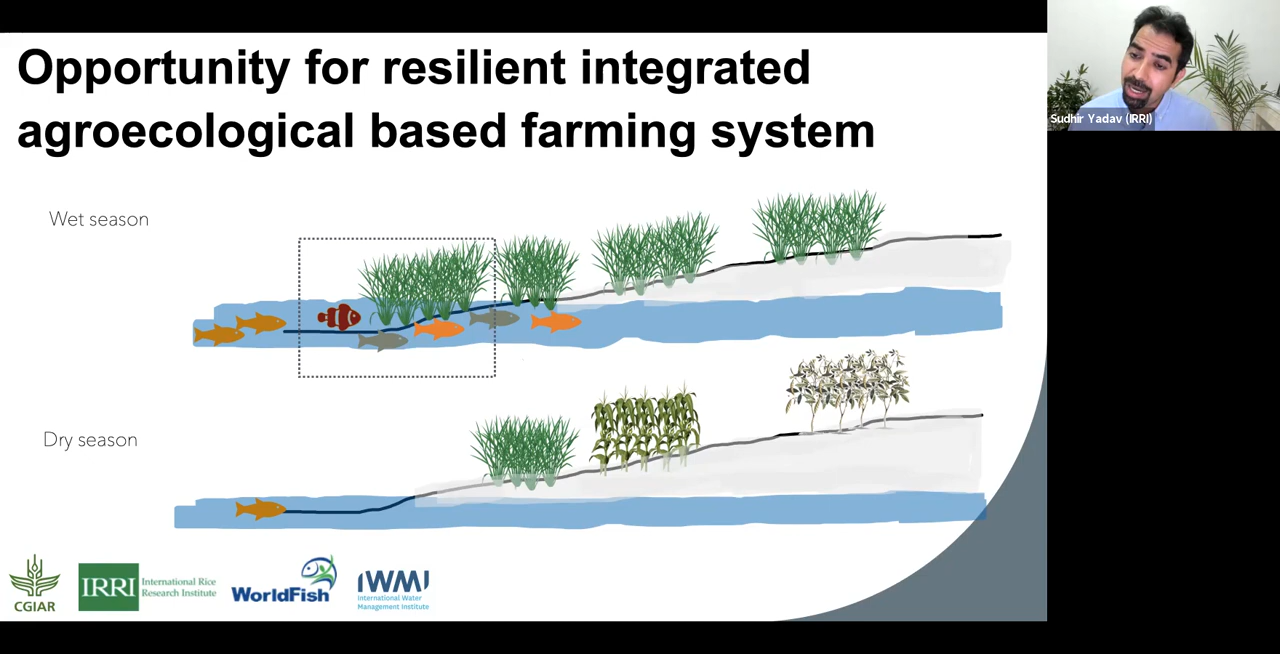 Opportunity for resilient integrated
agroecological based farming system
Sudhir Yadav (IRRI)
Wet season
Dry season
CGIAR
IRRI
International Rice
Research Institute
WorldFish
IWMI
International Water
Management Institute